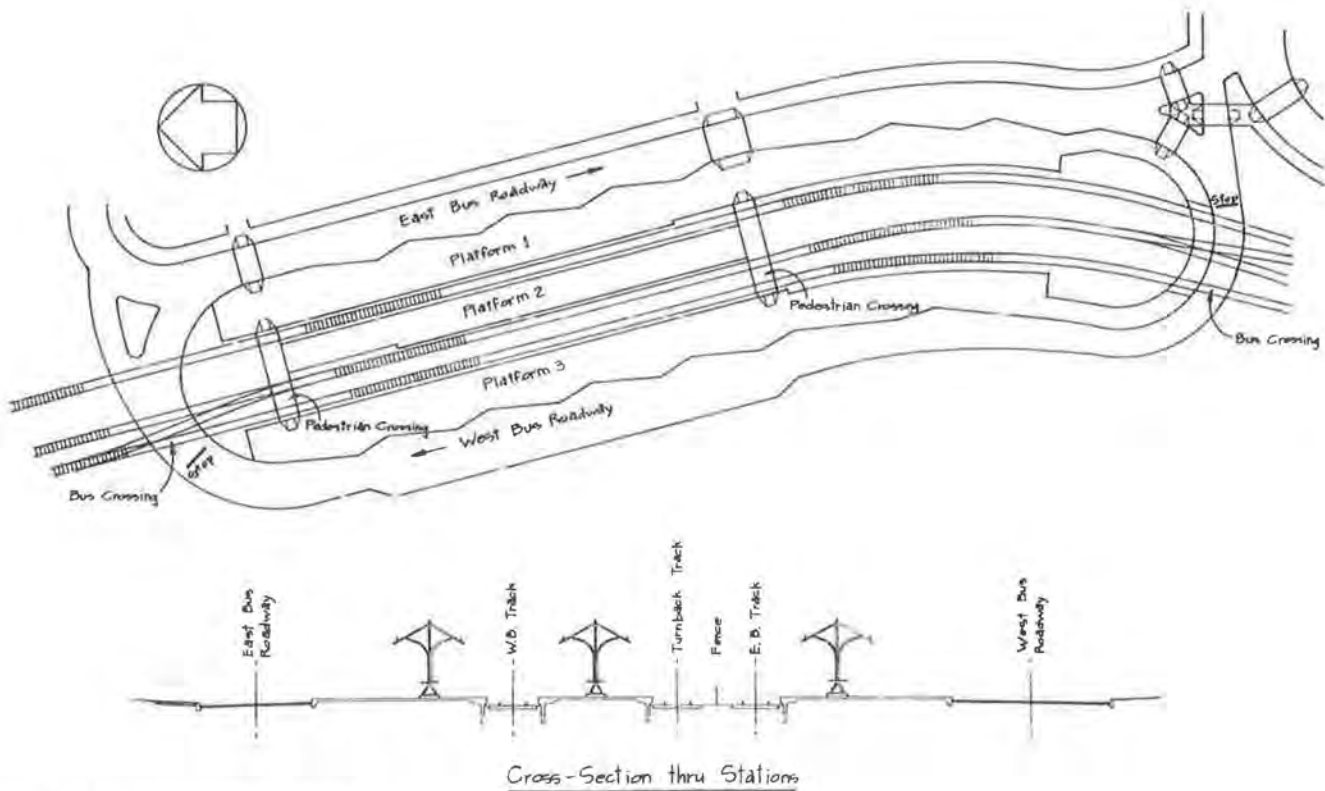 East Bus Roadway
Platform 1
Platform 2
Pedestrian Crossing
Stop
Bus Crossing
Platform 3
Pedestrian Crossing
West Bus Roadway
Stop
Bus Crossing
East Bus
Roadway
W.B. Track
Turnback Track
Fence
E.B. Track
West Bus
Roadway
Cross-Section thru Stations